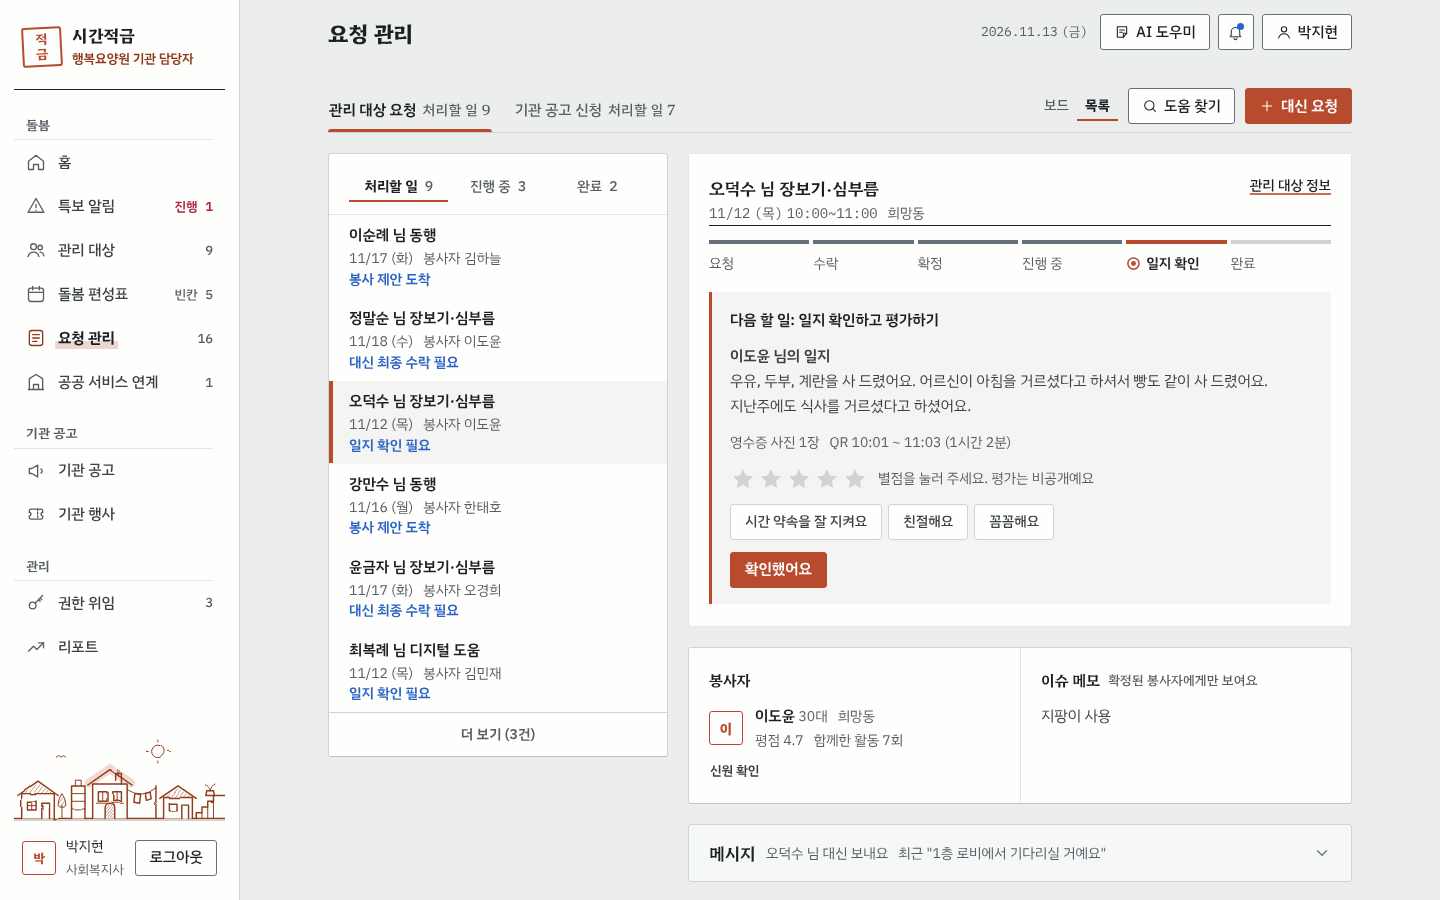 적금
시간적금
행복요양원 기관 담당자
돌봄
홈
특보 알림 진행 1
관리 대상 9
돌봄 편성표 빈칸 5
요청 관리 16
공공 서비스 연계 1
기관 공고
기관 공고
기관 행사
관리
권한 위임 3
리포트
박
박지현
사회복지사
로그아웃
요청 관리
2026.11.13 (금)
AI 도우미
박지현
관리 대상 요청 처리할 일 9
기관 공고 신청 처리할 일 7
보드
목록
도움 찾기
대신 요청
처리할 일 9
진행 중 3
완료 2
이순례 님 동행
11/17 (화) 봉사자 김하늘
봉사 제안 도착
정말순 님 장보기·심부름
11/18 (수) 봉사자 이도윤
대신 최종 수락 필요
오덕수 님 장보기·심부름
11/12 (목) 봉사자 이도윤
일지 확인 필요
강만수 님 동행
11/16 (월) 봉사자 한태호
봉사 제안 도착
윤금자 님 장보기·심부름
11/17 (화) 봉사자 오경희
대신 최종 수락 필요
최복례 님 디지털 도움
11/12 (목) 봉사자 김민재
일지 확인 필요
더 보기 (3건)
오덕수 님 장보기·심부름
관리 대상 정보
11/12 (목) 10:00~11:00 희망동
요청
수락
확정
진행 중
일지 확인
완료
다음 할 일: 일지 확인하고 평가하기
이도윤 님의 일지
우유, 두부, 계란을 사 드렸어요. 어르신이 아침을 거르셨다고 하셔서 빵도 같이 사 드렸어요.
지난주에도 식사를 거르셨다고 하셨어요.
영수증 사진 1장 QR 10:01 ~ 11:03 (1시간 2분)
별점을 눌러 주세요. 평가는 비공개예요
시간 약속을 잘 지켜요
친절해요
꼼꼼해요
확인했어요
봉사자
이
이도윤 30대 희망동
평점 4.7 함께한 활동 7회
신원 확인
이슈 메모 확정된 봉사자에게만 보여요
지팡이 사용
메시지 오덕수 님 대신 보내요 최근 "1층 로비에서 기다리실 거예요"